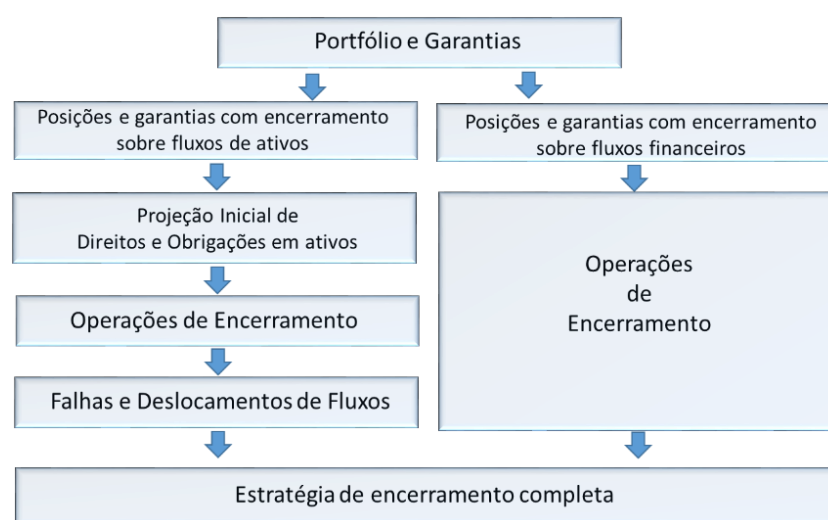 Portfólio e Garantias
Posições e garantias com encerramento
sobre fluxos de ativos
Posições e garantias com encerramento
sobre fluxos financeiros
Projeção Inicial de
Direitos e Obrigações em ativos
Operações de Encerramento
Falhas e Deslocamentos de Fluxos
Operações
de
Encerramento
Estratégia de encerramento completa